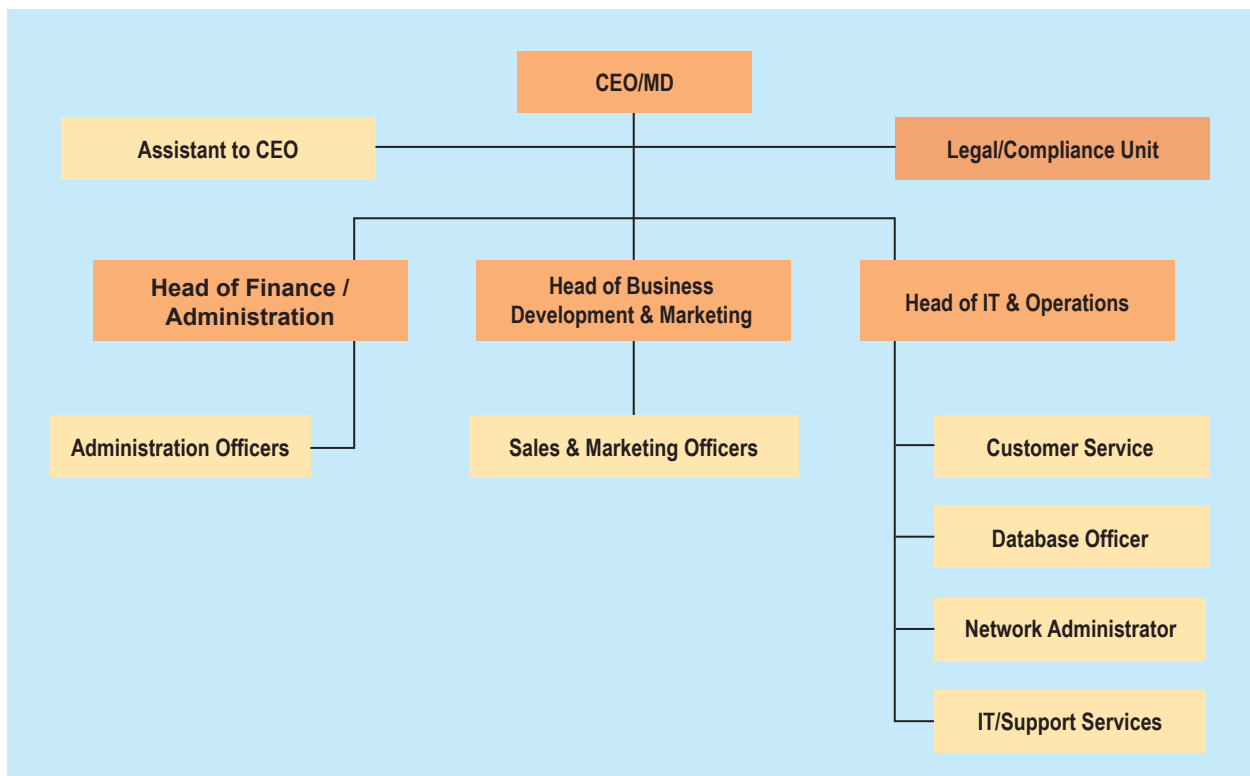 CEO/MD
Assistant to CEO
Legal/Compliance Unit
Head of Finance /
Administration
Head of Business
Development & Marketing
Head of IT & Operations
Administration Officers
Sales & Marketing Officers
Customer Service
Database Officer
Network Administrator
IT/Support Services